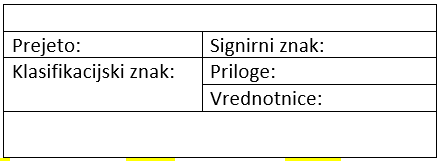 Prejeto: Signirni znak:
Klasifikacijski znak: Priloge:
Vrednotnice: